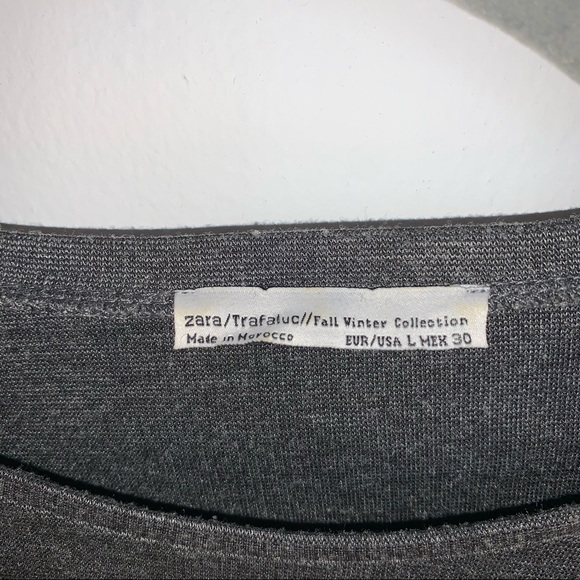 Zara/Trafaluc//Fall Winter Collection
Made in Morocco EUR/USA L MEX 30